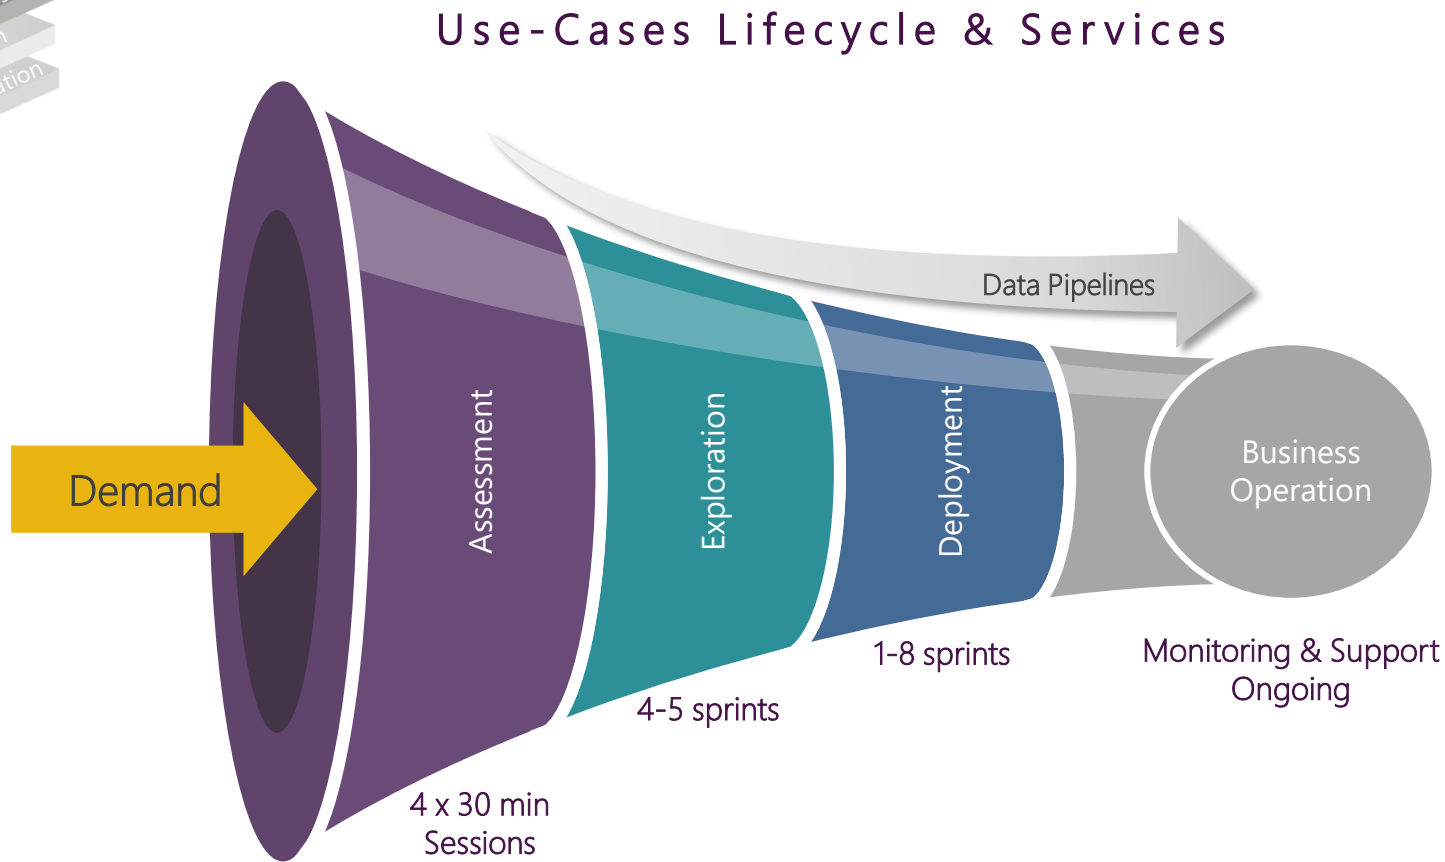 Use-Cases Lifecycle & Services
Data Pipelines
Demand
Assessment
Exploration
Deployment
Business
Operation
1-8 sprints
Monitoring & Support
Ongoing
4-5 sprints
4 x 30 min
Sessions